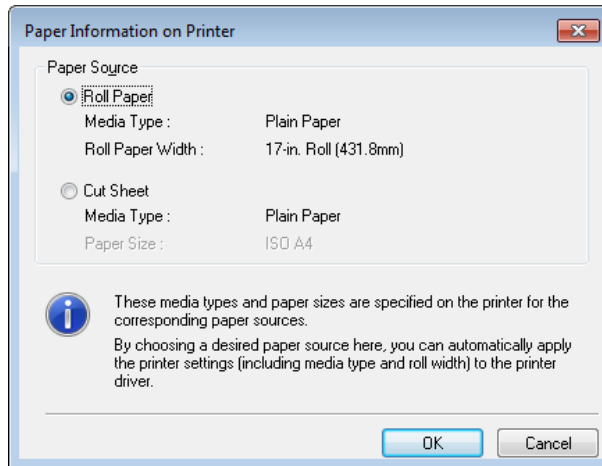 Paper Information on Printer
Paper Source
Roll Paper
Media Type : Plain Paper
Roll Paper Width : 17-in. Roll (431.8mm)
Cut Sheet
Media Type : Plain Paper
Paper Size : ISO A4
These media types and paper sizes are specified on the printer for the
corresponding paper sources.
By choosing a desired paper source here, you can automatically apply
the printer settings (including media type and roll width) to the printer
driver.
OK Cancel